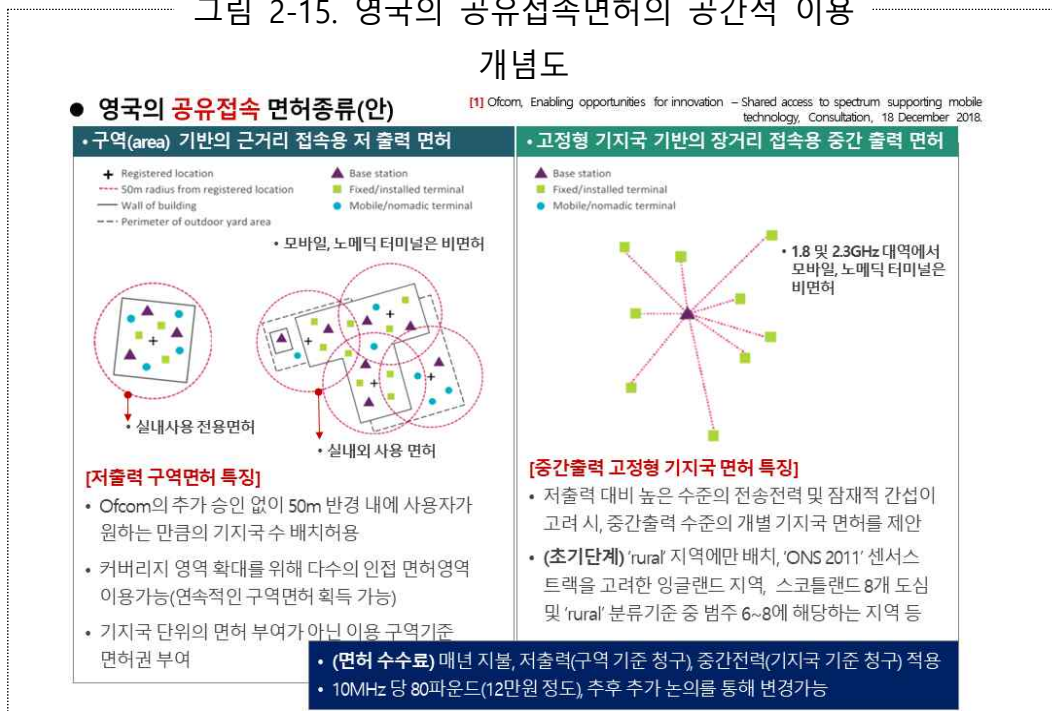 그림 2-15. 영국의 공유접속면허의 공간적 이용
개념도
● 영국의 공유접속 면허종류(안)
[1] Ofcom, Enabling opportunities for innovation – Shared access to spectrum supporting mobile
technology, Consultation, 18 December 2018.
• 구역(area) 기반의 근거리 접속용 저 출력 면허
Registered location
50m radius from registered location
Wall of building
Perimeter of outdoor yard area
Base station
Fixed/installed terminal
Mobile/nomadic terminal
• 모바일, 노메딕 터미널은 비면허
• 실내사용 전용면허
• 실내외 사용 면허
[저출력 구역면허 특징]
• Ofcom의 추가 승인 없이 50m 반경 내에 사용자가
원하는 만큼의 기지국 수 배치허용
• 커버리지 영역 확대를 위해 다수의 인접 면허영역
이용가능(연속적인 구역면허 획득 가능)
• 기지국 단위의 면허 부여가 아닌 이용 구역기준
면허권 부여
• 고정형 기지국 기반의 장거리 접속용 중간 출력 면허
Base station
Fixed/installed terminal
Mobile/nomadic terminal
• 1.8 및 2.3GHz 대역에서
모바일, 노메딕 터미널은
비면허
[중간출력 고정형 기지국 면허 특징]
• 저출력 대비 높은 수준의 전송전력 및 잠재적 간섭이
고려 시, 중간출력 수준의 개별 기지국 면허를 제안
• (초기단계) 'rural' 지역에만 배치, 'ONS 2011' 센서스
트랙을 고려한 잉글랜드 지역, 스코틀랜드 8개 도심
및 'rural' 분류기준 중 범주 6~8에 해당하는 지역 등
• (면허 수수료) 매년 지불, 저출력(구역 기준 청구), 중간전력(기지국 기준 청구) 적용
• 10MHz 당 80파운드(12만원 정도), 추후 추가 논의를 통해 변경가능